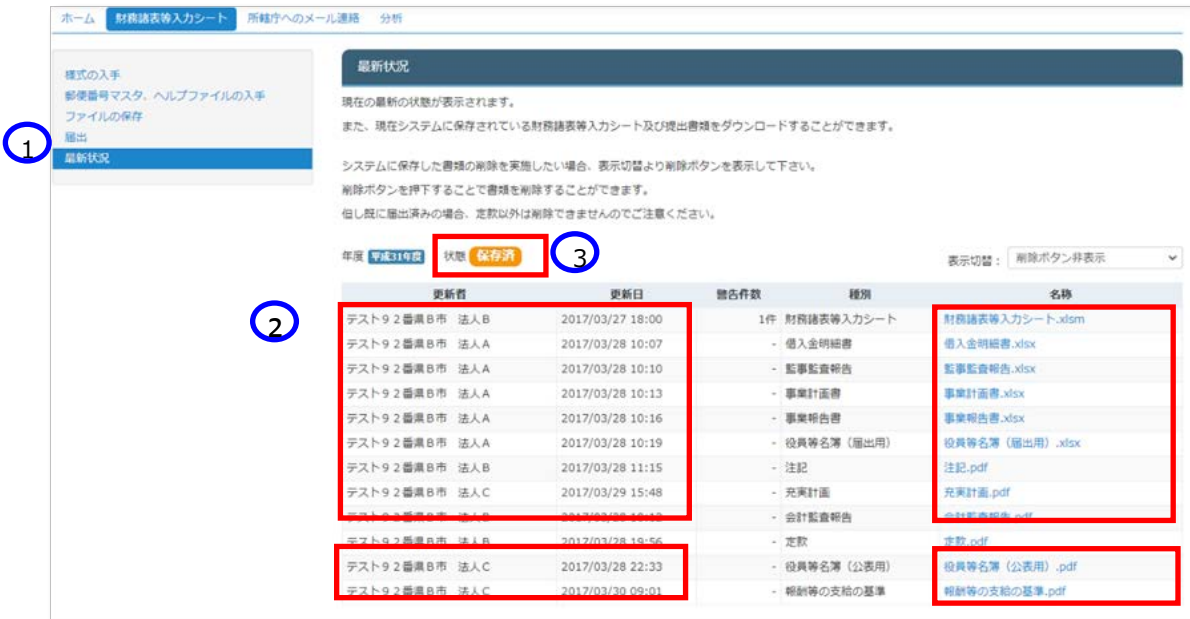 ホーム 財務諸表等入力シート 所轄庁へのメール連絡 分析
様式の入手
郵便番号マスタ、ヘルプファイルの入手
ファイルの保存
届出
1
最新状況
最新状況
現在の最新の状態が表示されます。
また、現在システムに保存されている財務諸表等入力シート及び提出書類をダウンロードすることができます。
システムに保存した書類の削除を実施したい場合、表示切替より削除ボタンを表示して下さい。
削除ボタンを押下することで書類を削除することができます。
但し既に届出済みの場合、定款以外は削除できませんのでご注意ください。
年度 平成31年度 状態 保存済 3 表示切替： 削除ボタン非表示
更新者 更新日 警告件数 種別 名称
2
テスト９２番県Ｂ市 法人Ｂ 2017/03/27 18:00 1件 財務諸表等入力シート 財務諸表等入力シート.xlsm
テスト９２番県Ｂ市 法人Ａ 2017/03/28 10:07 - 借入金明細書 借入金明細書.xlsx
テスト９２番県Ｂ市 法人Ａ 2017/03/28 10:10 - 監事監査報告 監事監査報告.xlsx
テスト９２番県Ｂ市 法人Ａ 2017/03/28 10:13 - 事業計画書 事業計画書.xlsx
テスト９２番県Ｂ市 法人Ａ 2017/03/28 10:16 - 事業報告書 事業報告書.xlsx
テスト９２番県Ｂ市 法人Ａ 2017/03/28 10:19 - 役員等名簿（届出用） 役員等名簿（届出用）.xlsx
テスト９２番県Ｂ市 法人Ｂ 2017/03/28 11:15 - 注記 注記.pdf
テスト９２番県Ｂ市 法人Ｃ 2017/03/29 15:48 - 充実計画 充実計画.pdf
テスト９２番県Ｂ市 法人Ｂ - 会計監査報告 会計監査報告.pdf
テスト９２番県Ｂ市 法人Ｂ 2017/03/28 19:56 - 定款 定款.pdf
テスト９２番県Ｂ市 法人Ｃ 2017/03/28 22:33 - 役員等名簿（公表用） 役員等名簿（公表用）.pdf
テスト９２番県Ｂ市 法人Ｃ 2017/03/30 09:01 - 報酬等の支給の基準 報酬等の支給の基準.pdf